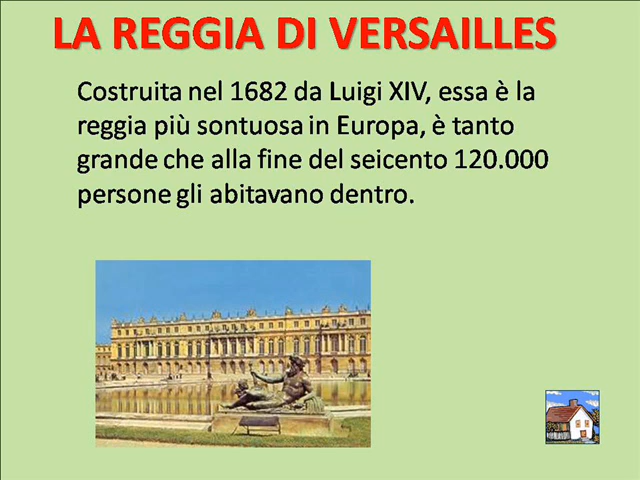 LA REGGIA DI VERSAILLES
Costruita nel 1682 da Luigi XIV, essa è la
reggia più sontuosa in Europa, è tanto
grande che alla fine del seicento 120.000
persone gli abitavano dentro.